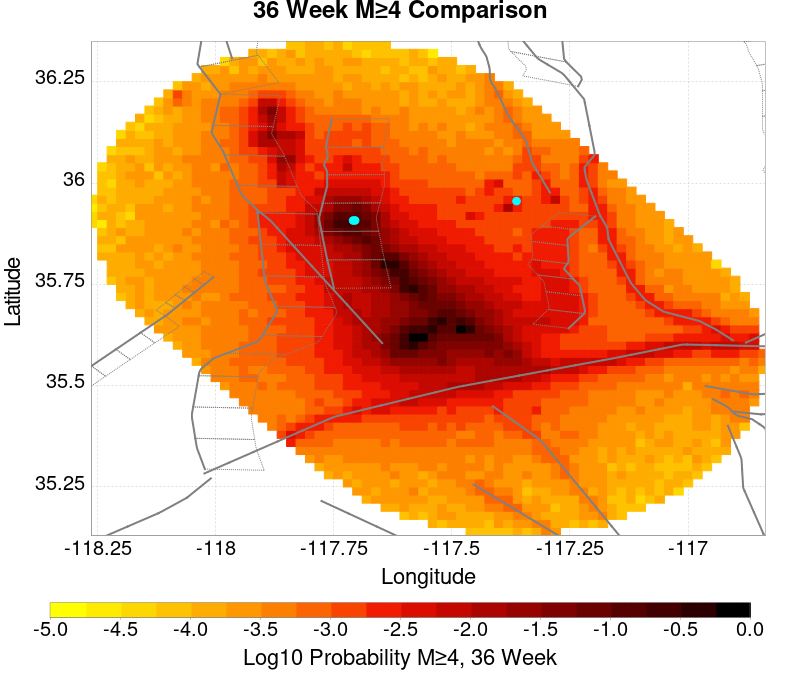 36 Week M≥4 Comparison
36.25
36
35.75
35.5
35.25
Latitude
-118.25 -118 -117.75 -117.5 -117.25 -117
Longitude
-5.0 -4.5 -4.0 -3.5 -3.0 -2.5 -2.0 -1.5 -1.0 -0.5 0.0
Log10 Probability M≥4, 36 Week